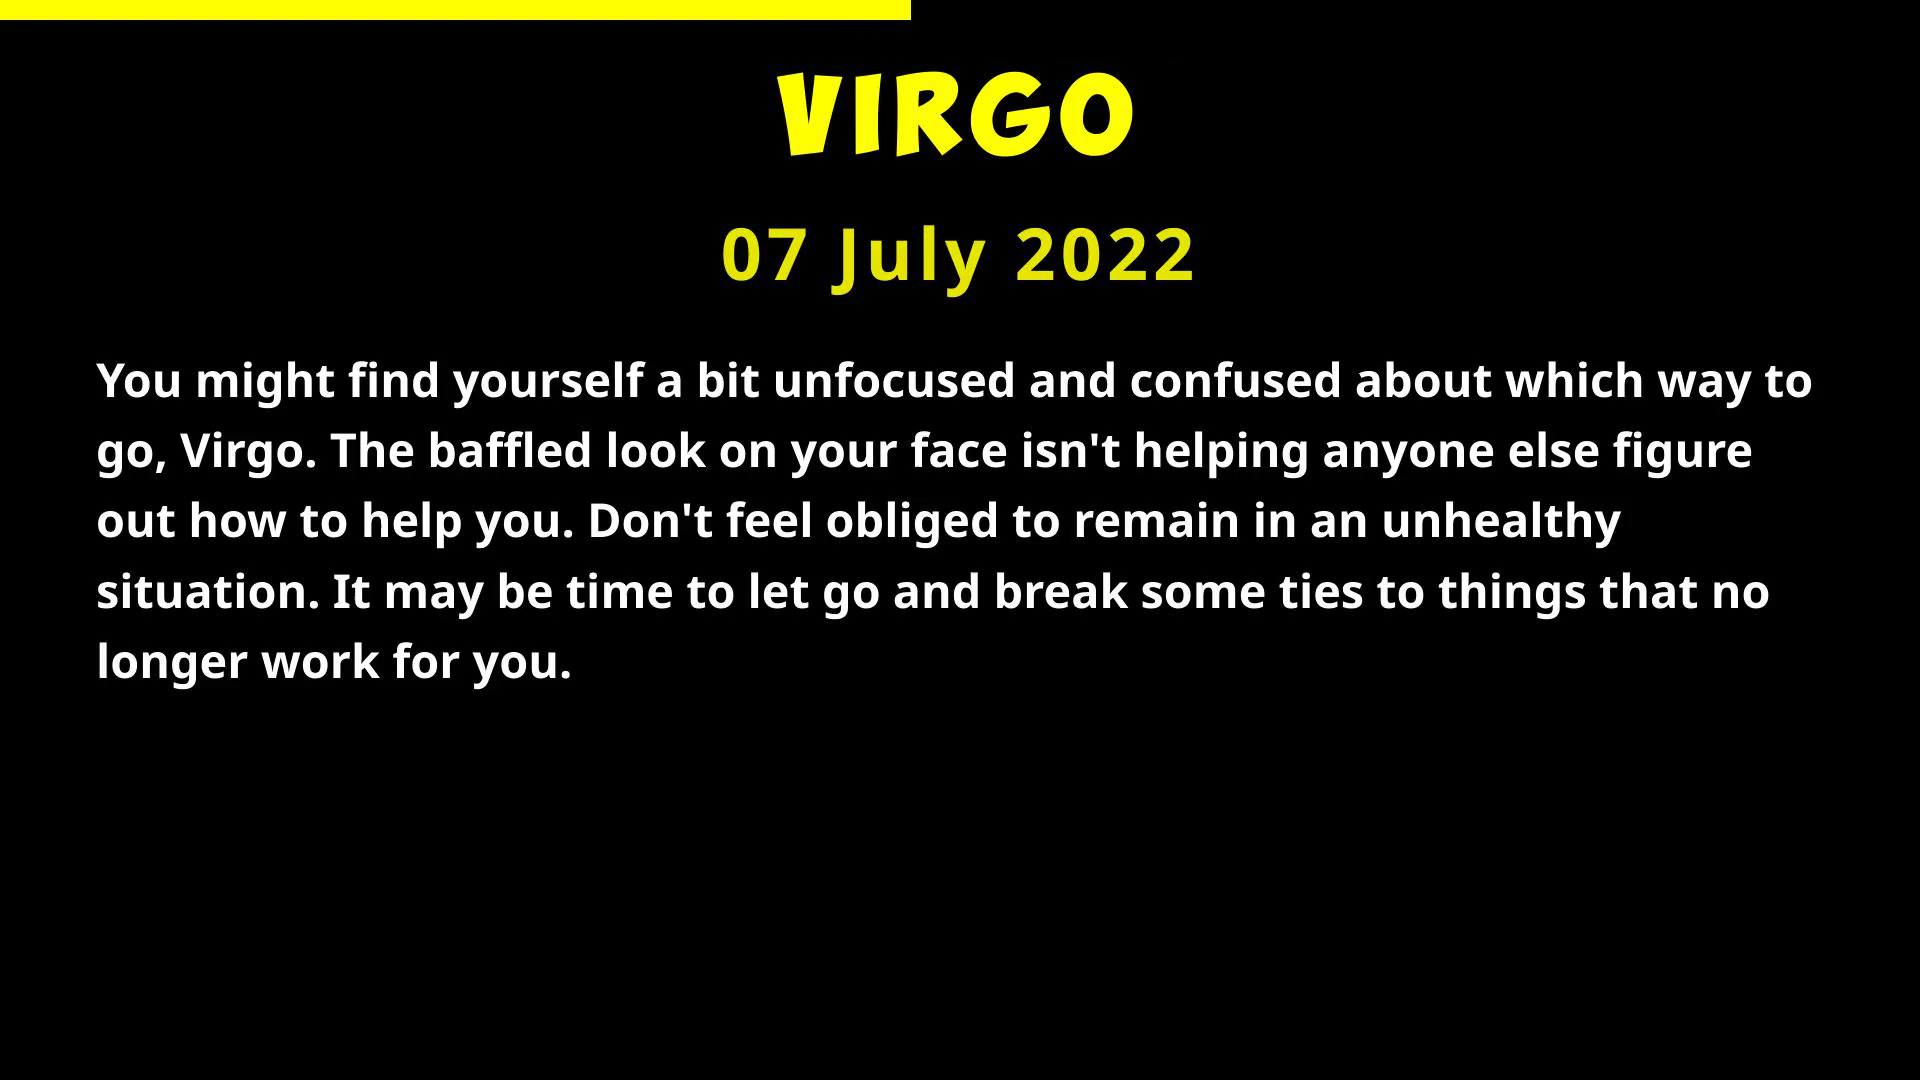 VIRGO
07 July 2022
You might find yourself a bit unfocused and confused about which way to
go, Virgo. The baffled look on your face isn't helping anyone else figure
out how to help you. Don't feel obliged to remain in an unhealthy
situation. It may be time to let go and break some ties to things that no
longer work for you.